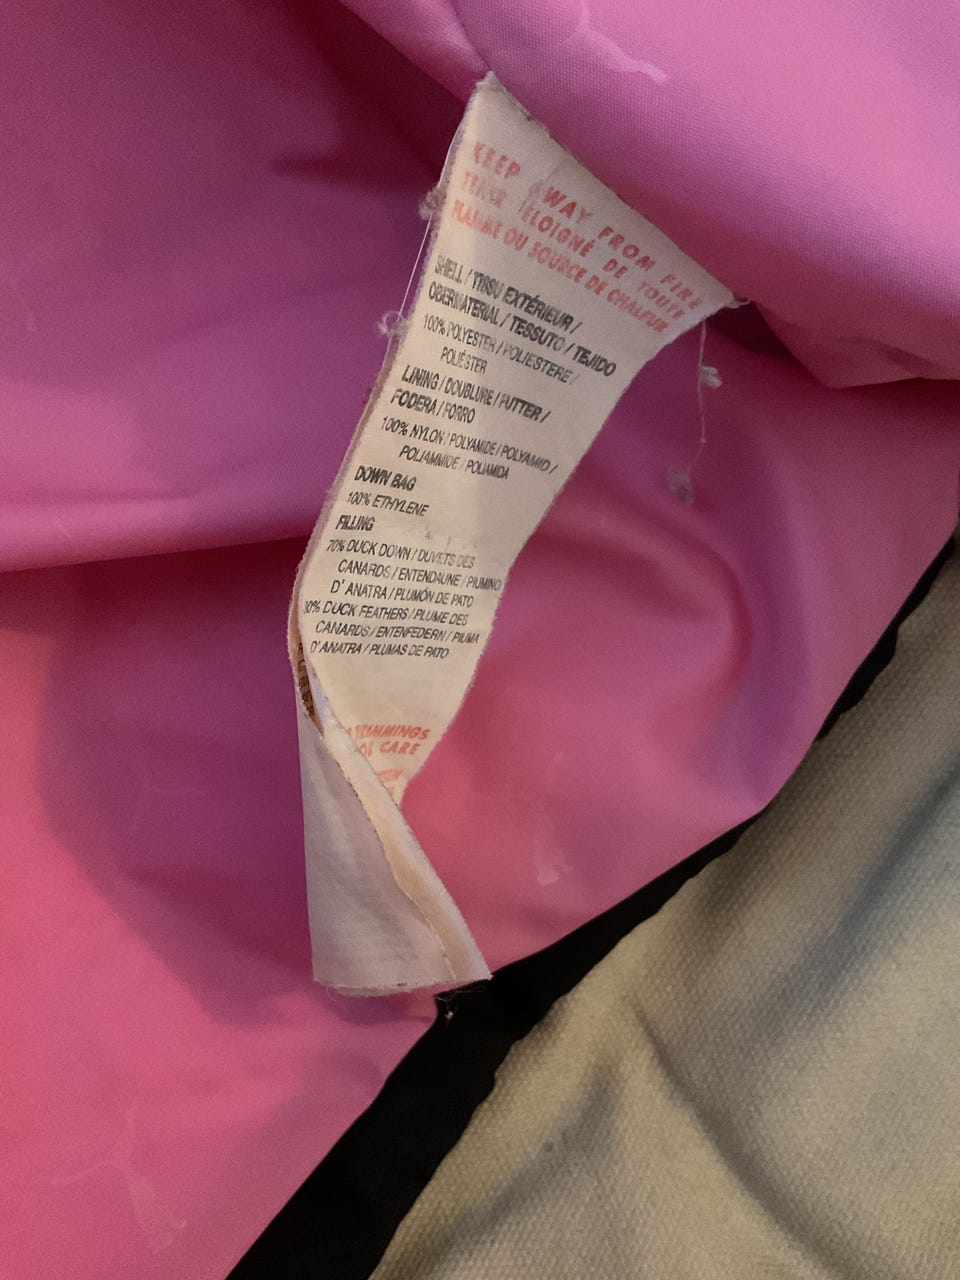 KEEP AWAY FROM FIRE
TENIR ÉLOIGNÉ DE TOUTE
FLAMME OU SOURCE DE CHALEUR
SHELL / TISSU EXTÉRIEUR /
OBERMATERIAL / TESSUTO / TEJIDO
100% POLYESTER / POLIESTERE /
POLIÉSTER
LINING / DOUBLURE / FUTTER /
FODERA / FORRO
100% NYLON / POLYAMIDE / POLYAMID /
POLIAMMIDE / POLIAMIDA
DOWN BAG
100% ETHYLENE
FILLING
70% DUCK DOWN / DUVETS DES
CANARDS / ENTENDAUNE / PIUMINO
D' ANATRA / PLUMÓN DE PATO
30% DUCK FEATHERS / PLUME DES
CANARDS / ENTENFEDERN / PIUMA
D' ANATRA / PLUMAS DE PATO
TRIMMINGS
CARE